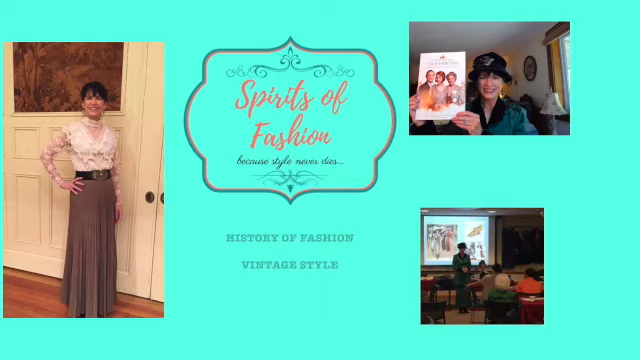 Spirits of
Fashion
because style never dies...
HISTORY OF FASHION
VINTAGE STYLE